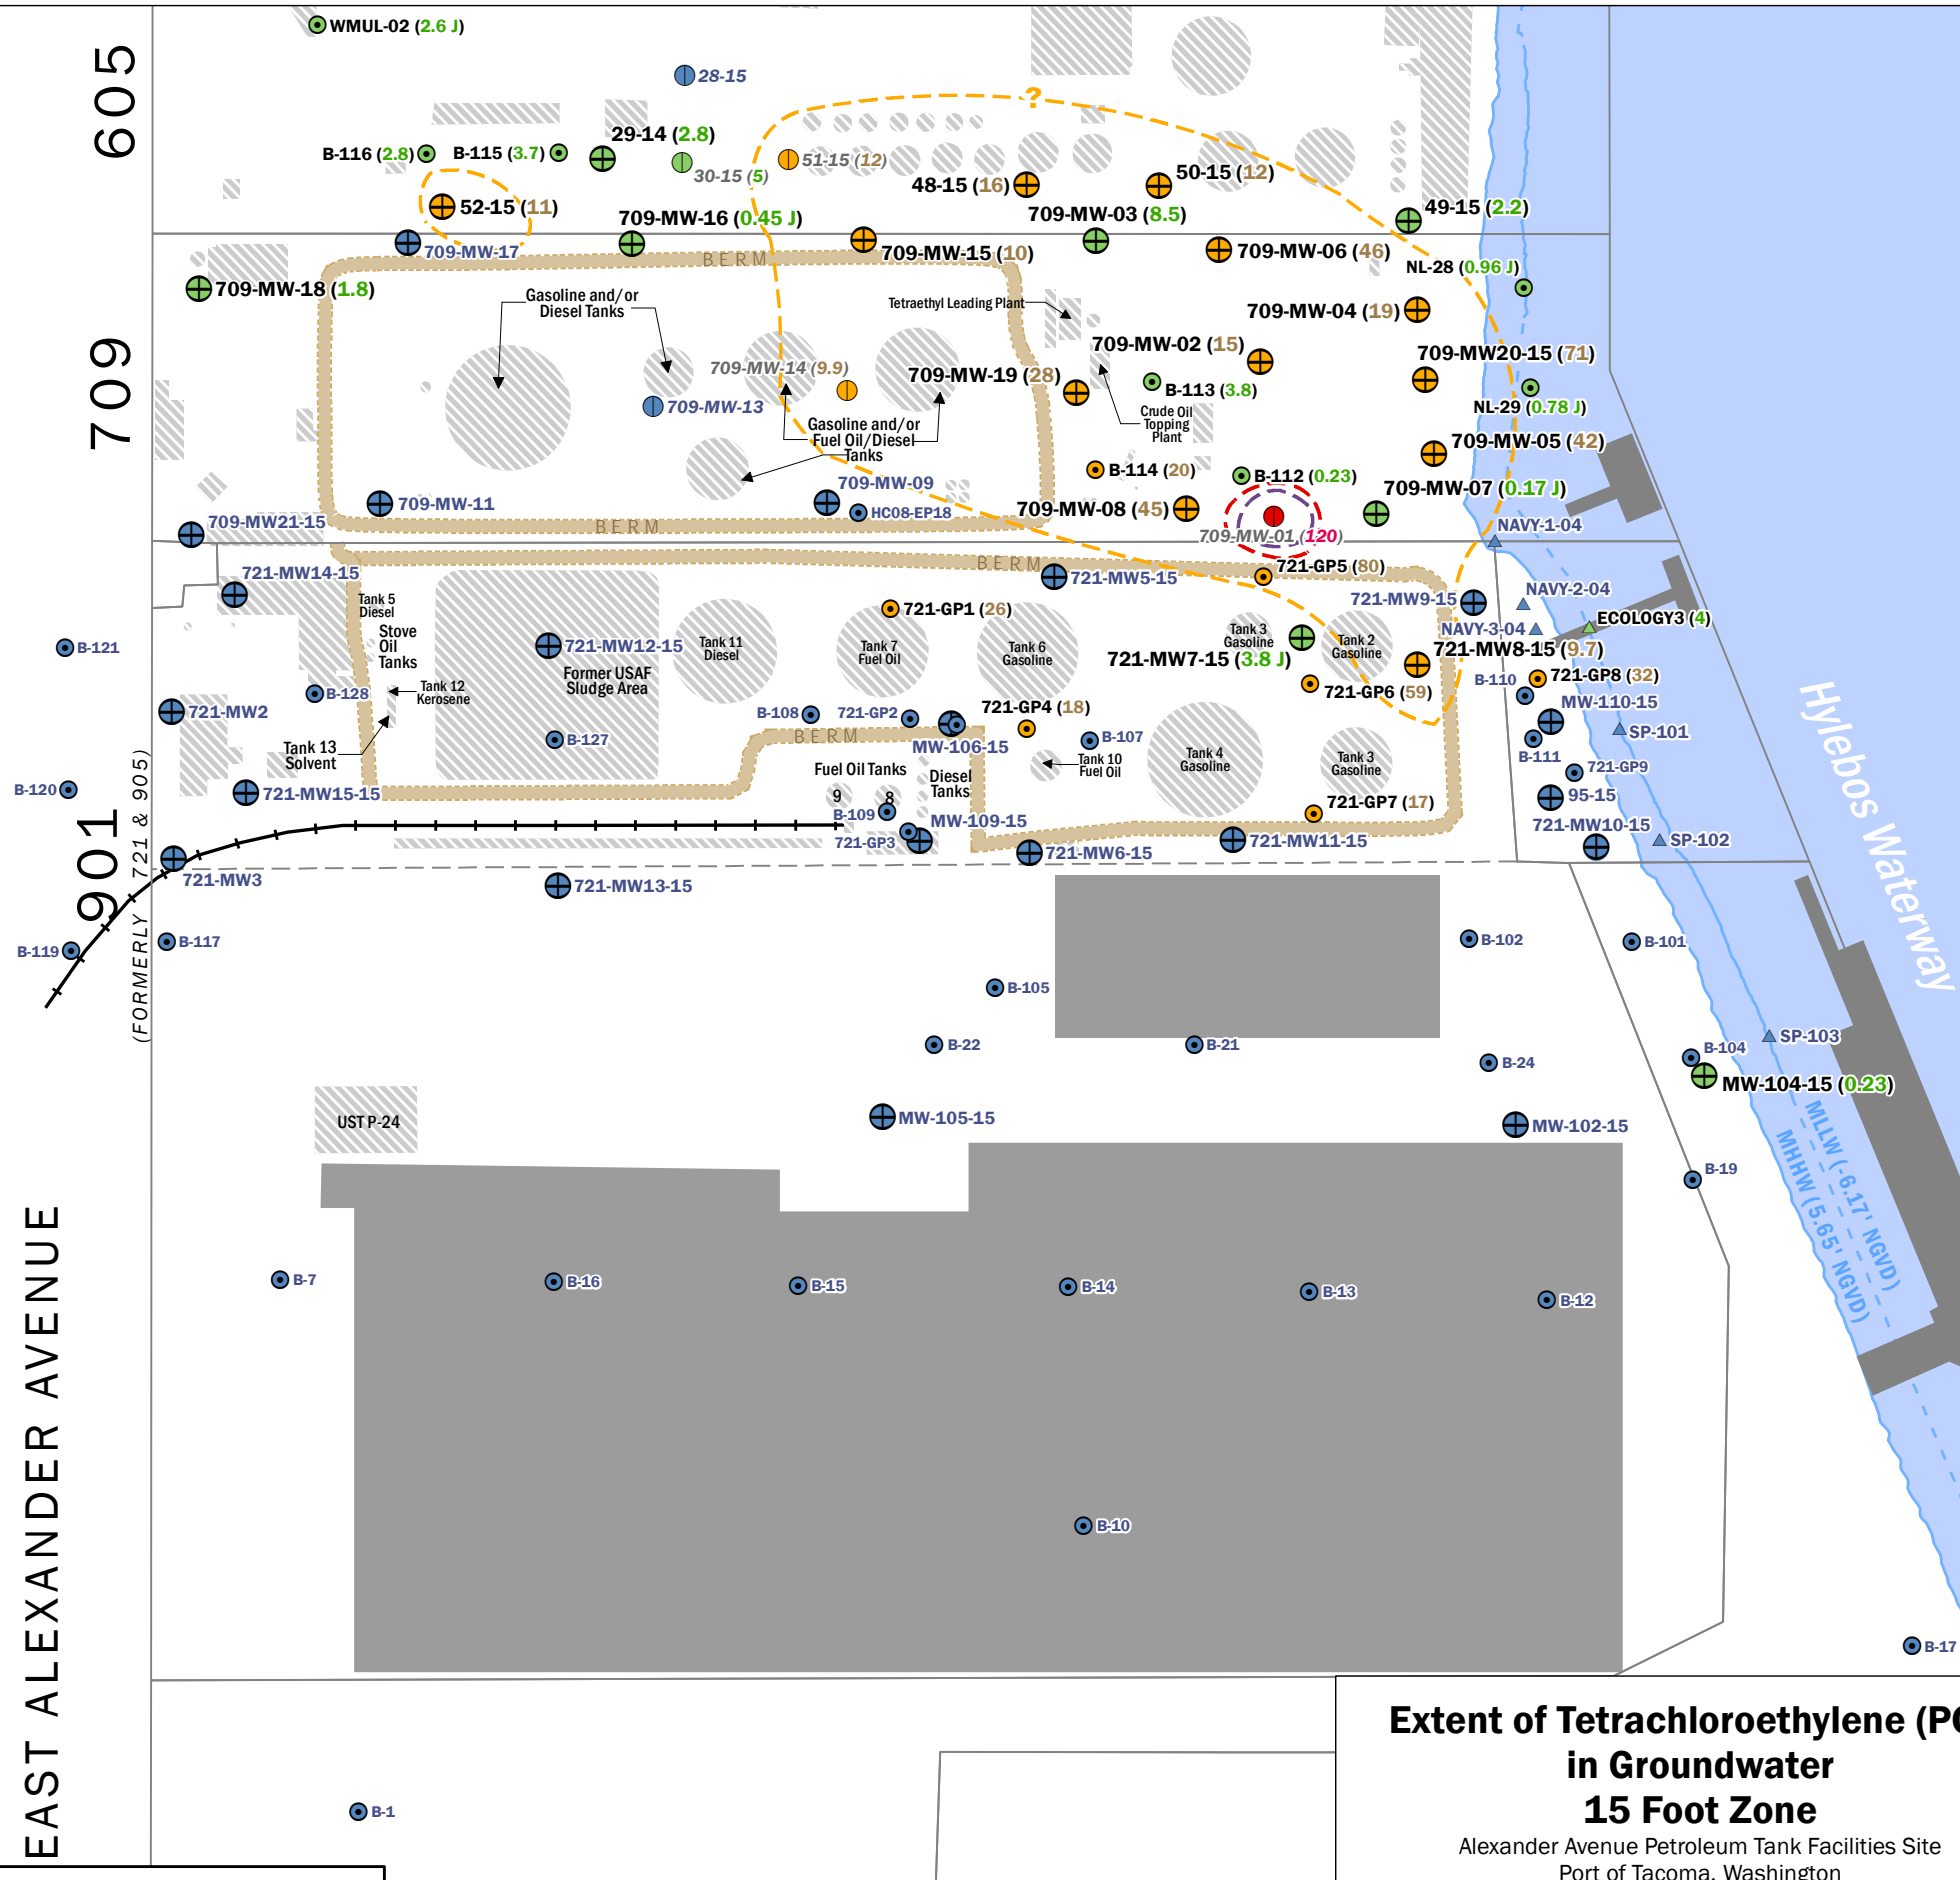 WMUL-02 (2.6 J)
28-15
605
29-14 (2.8)
B-116 (2.8)
B-115 (3.7)
30-15 (5)
51-15 (12)
?
48-15 (16)
50-15 (12)
52-15 (11)
709-MW-16 (0.45 J)
709-MW-03 (8.5)
49-15 (2.2)
709-MW-17
BERM
709-MW-15 (10)
709-MW-06 (46)
NL-28 (0.96 J)
709-MW-18 (1.8)
Gasoline and/or
Diesel Tanks
Tetraethyl Leading Plant
709-MW-04 (19)
709
709-MW-02 (15)
709-MW20-15 (71)
709-MW-14 (9.9)
709-MW-19 (28)
B-113 (3.8)
709-MW-13
NL-29 (0.78 J)
Crude Oil
Topping
Plant
Gasoline and/or
Fuel Oil/Diesel
Tanks
709-MW-05 (42)
B-114 (20)
B-112 (0.23)
709-MW-09
709-MW-07 (0.17 J)
709-MW-11
HC08-EP18
709-MW-08 (45)
709-MW21-15
BERM
709-MW-01 (120)
NAVY-1-04
BERM
721-GP5 (80)
721-MW14-15
721-MW5-15
NAVY-2-04
Tank 5
Diesel
721-GP1 (26)
721-MW9-15
NAVY-3-04
ECOLOGY3 (4)
Stove
Oil
Tanks
B-121
721-MW12-15
Tank 11
Diesel
Tank 7
Fuel Oil
Tank 6
Gasoline
Tank 3
Gasoline
Tank 2
Gasoline
721-MW7-15 (3.8 J)
721-MW8-15 (9.7)
Former USAF
Sludge Area
B-128
Tank 12
Kerosene
721-GP6 (59)
B-110
721-GP8 (32)
721-MW2
B-108
721-GP2
721-GP4 (18)
MW-110-15
B-127
BERM
MW-106-15
B-107
SP-101
Tank 13
Solvent
Tank 4
Gasoline
Tank 3
Gasoline
B-111
Tank 10
Fuel Oil
Fuel Oil Tanks
Diesel
Tanks
721-GP9
B-120
721-MW15-15
9
8
95-15
B-109
MW-109-15
721-GP7 (17)
721-MW10-15
721-GP3
721-MW6-15
721-MW11-15
SP-102
901
(FORMERLY 721 & 905)
721-MW3
721-MW13-15
Hylebos Waterway
B-119
B-117
B-102
B-101
B-105
B-22
B-21
B-24
SP-103
B-104
MW-104-15 (0.23)
UST P-24
MW-105-15
MW-102-15
MLLW (-6.17' NGVD)
MHHW (5.65' NGVD)
B-19
EAST ALEXANDER AVENUE
B-7
B-16
B-15
B-14
B-13
B-12
B-10
B-17
B-1
Extent of Tetrachloroethylene (PC
in Groundwater
15 Foot Zone
Alexander Avenue Petroleum Tank Facilities Site
Port of Tacoma, Washington